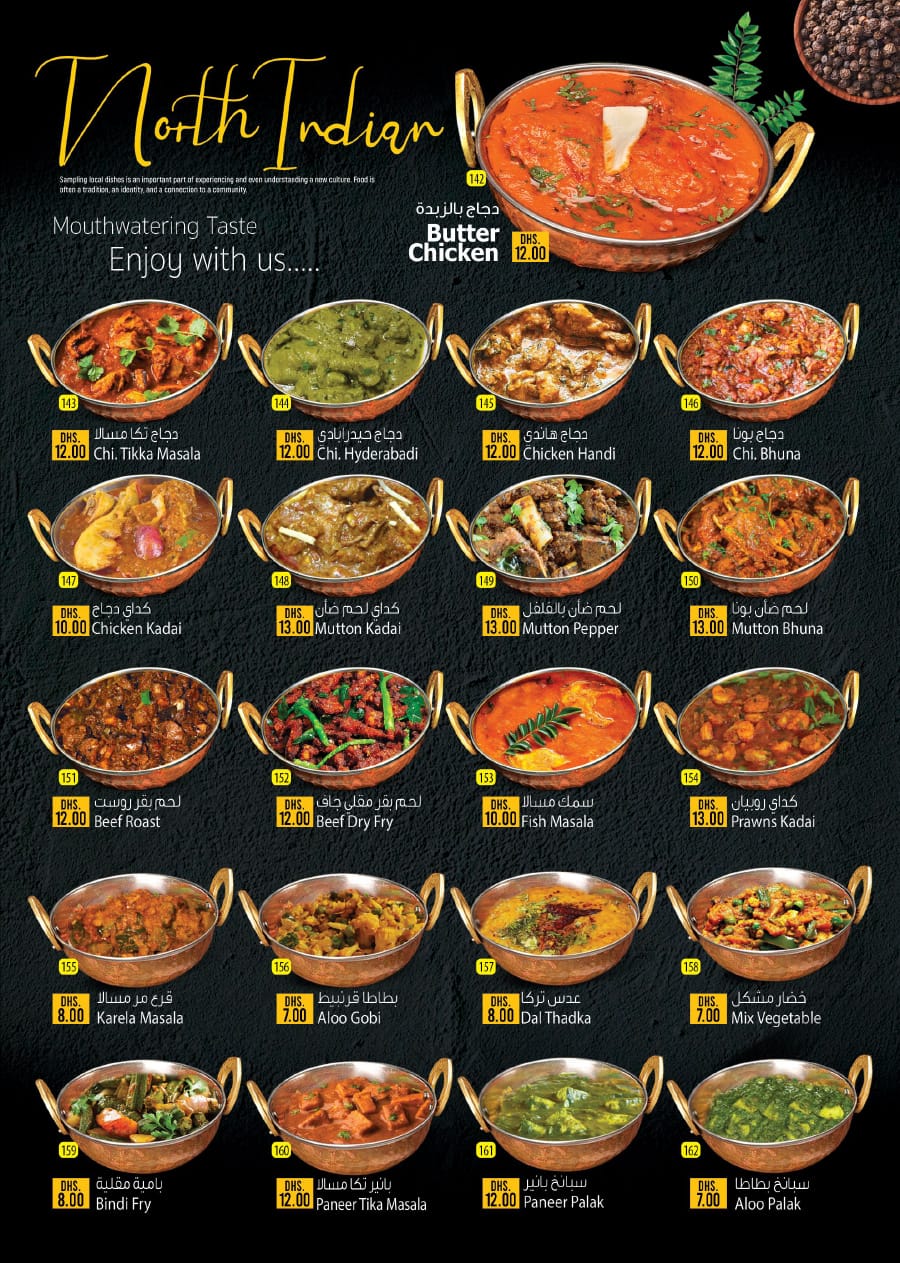 North Indian
Sampling local dishes is an important part of experiencing and even understanding a new culture. Food is
often a tradition, an identity, and a connection to a community.
Mouthwatering Taste
Enjoy with us.....
142
دجاج بالزبدة
Butter
Chicken
DHS.
12.00
143
DHS.
12.00
دجاج تكا مسالا
Chi. Tikka Masala
144
DHS.
12.00
دجاج حيدرابادي
Chi. Hyderabadi
145
DHS.
12.00
دجاج هاندي
Chicken Handi
146
DHS.
12.00
دجاج بونا
Chi. Bhuna
147
DHS.
10.00
كداي دجاج
Chicken Kadai
148
DHS.
13.00
كداي لحم ضأن
Mutton Kadai
149
DHS.
13.00
لحم ضأن بالفلفل
Mutton Pepper
150
DHS.
13.00
لحم ضأن بونا
Mutton Bhuna
151
DHS.
12.00
لحم بقر روست
Beef Roast
152
DHS.
12.00
لحم بقر مقلي جاف
Beef Dry Fry
153
DHS.
10.00
سمك مسالا
Fish Masala
154
DHS.
13.00
كداي روبيان
Prawns Kadai
155
DHS.
8.00
قرع مر مسالا
Karela Masala
156
DHS.
7.00
بطاطا قرنبيط
Aloo Gobi
157
DHS.
8.00
عدس تركا
Dal Thadka
158
DHS.
7.00
خضار مشكل
Mix Vegetable
159
DHS.
8.00
بامية مقلية
Bindi Fry
160
DHS.
12.00
بانير تكا مسالا
Paneer Tika Masala
161
DHS.
12.00
سبانخ بانير
Paneer Palak
162
DHS.
7.00
سبانخ بطاطا
Aloo Palak